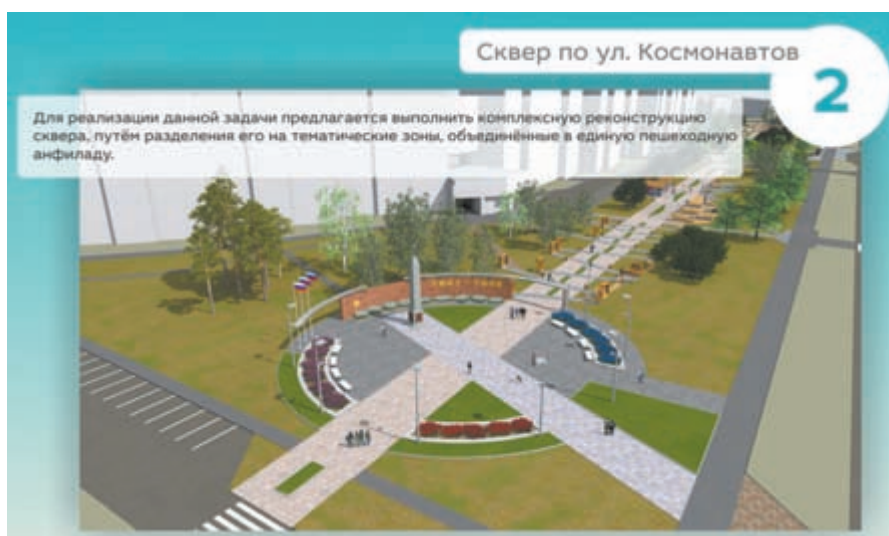 Сквер по ул. Космонавтов
2
Для реализации данной задачи предлагается выполнить комплексную реконструкцию
сквера, путём разделения его на тематические зоны, объединённые в единую пешеходную
анфиладу.